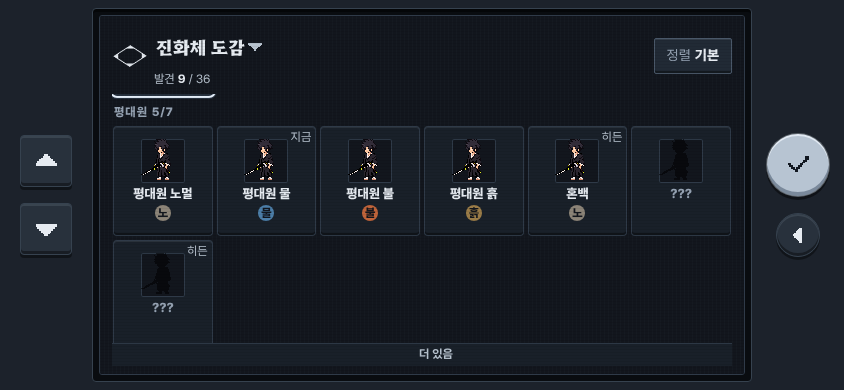 진화체 도감
발견 9 / 36
정렬 기본
평대원 5/7
평대원 노멀
노
지금
평대원 물
물
평대원 불
불
평대원 흙
흙
히든
혼백
노
???
히든
???
더 있음